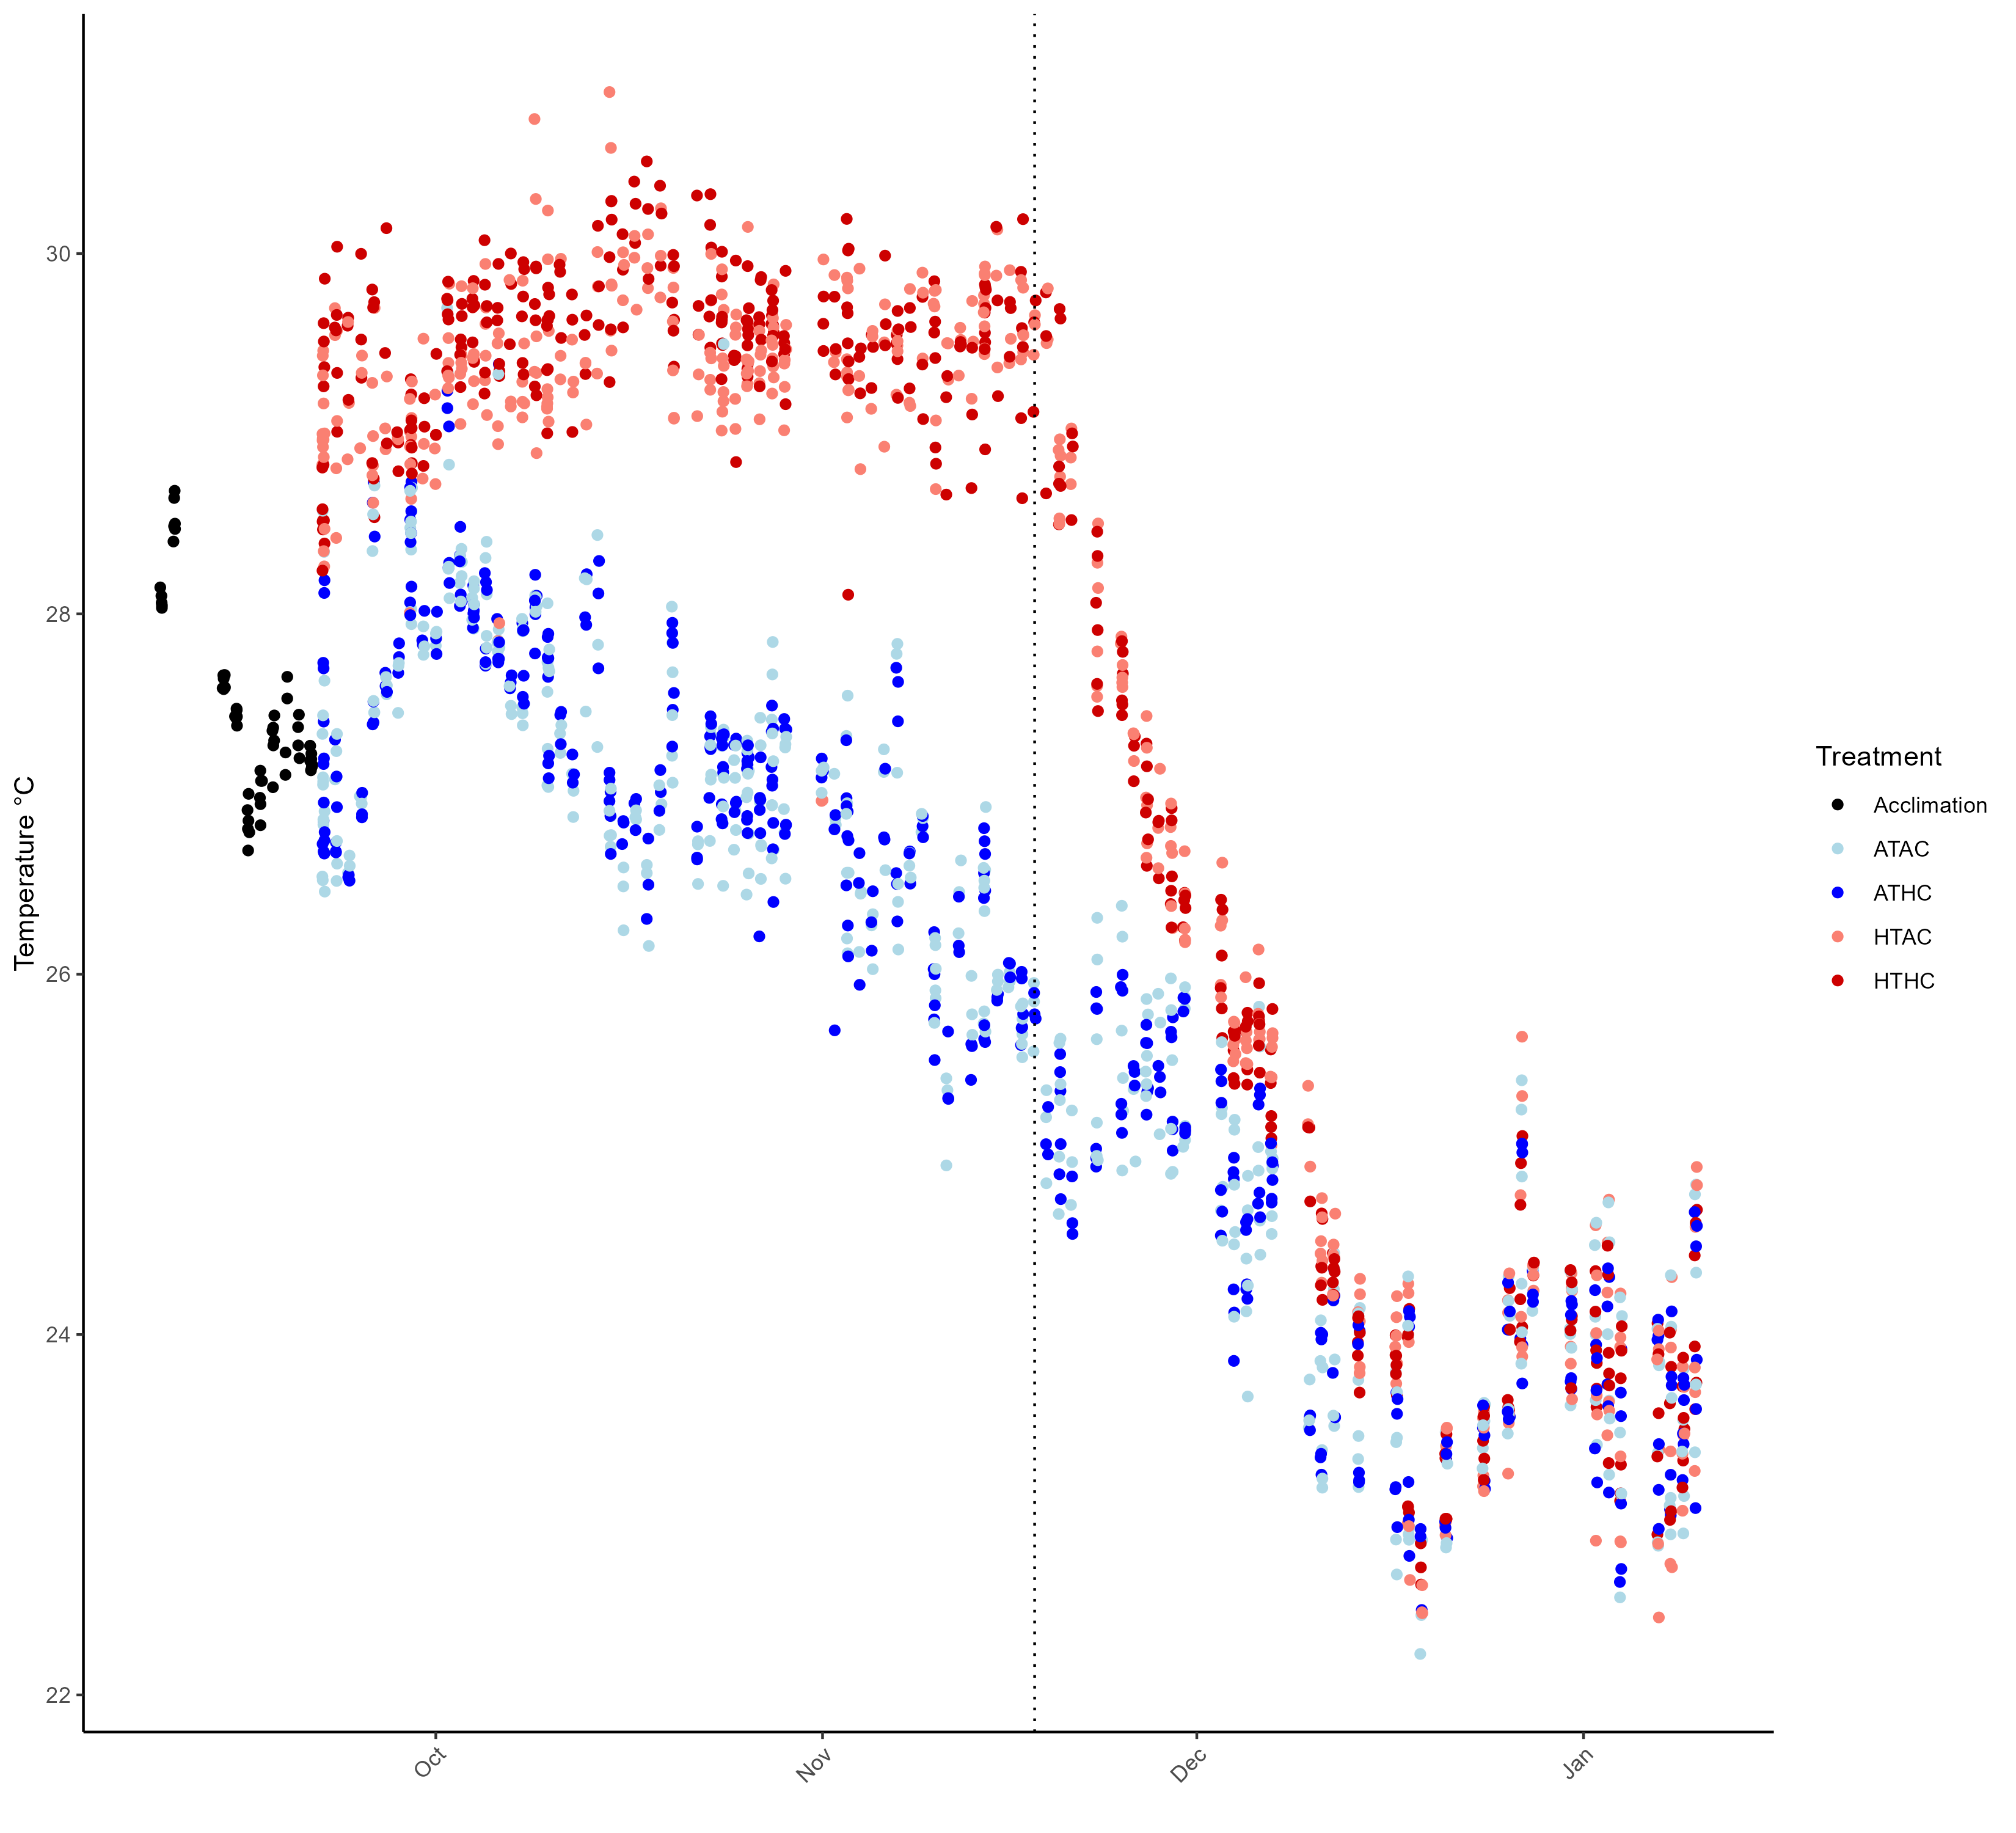 Temperature °C
30
28
26
24
22
Oct
Nov
Dec
Jan
Treatment
Acclimation
ATAC
ATHC
HTAC
HTHC